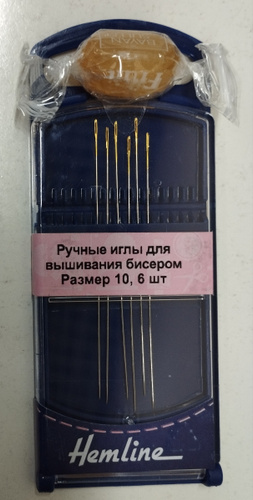 Ручные иглы для
вышивания бисером
Размер 10, 6 шт
Hemline